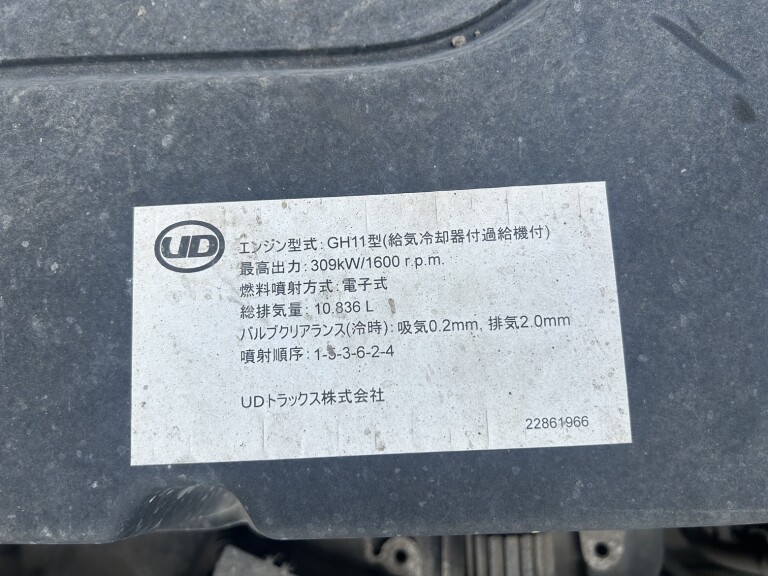 UD
エンジン型式: GH11型(給気冷却器付過給機付)
最高出力: 309kW/1600 r.p.m.
燃料噴射方式: 電子式
総排気量: 10.836 L
バルブクリアランス(冷時): 吸気0.2mm, 排気2.0mm
噴射順序: 1-5-3-6-2-4
UDトラックス株式会社
22861966